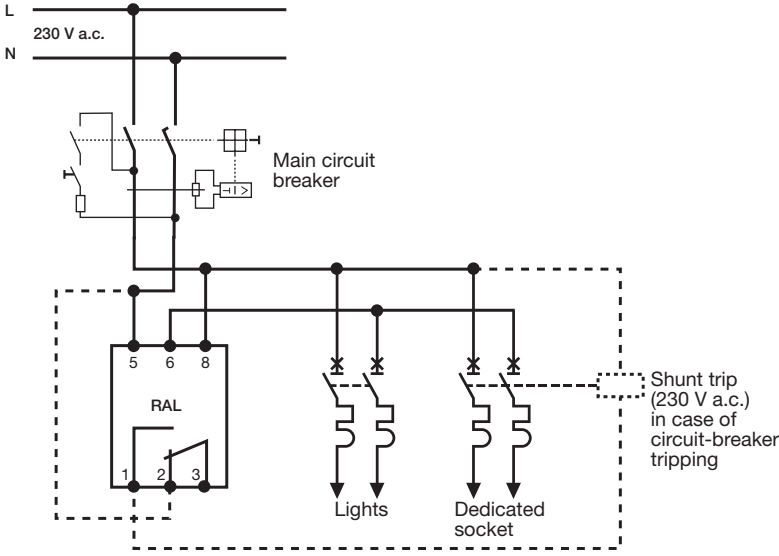 L
230 V a.c.
N
Main circuit
breaker
5 6 8
RAL
1 2 3
Shunt trip
(230 V a.c.)
in case of
circuit-breaker
tripping
Lights
Dedicated
socket